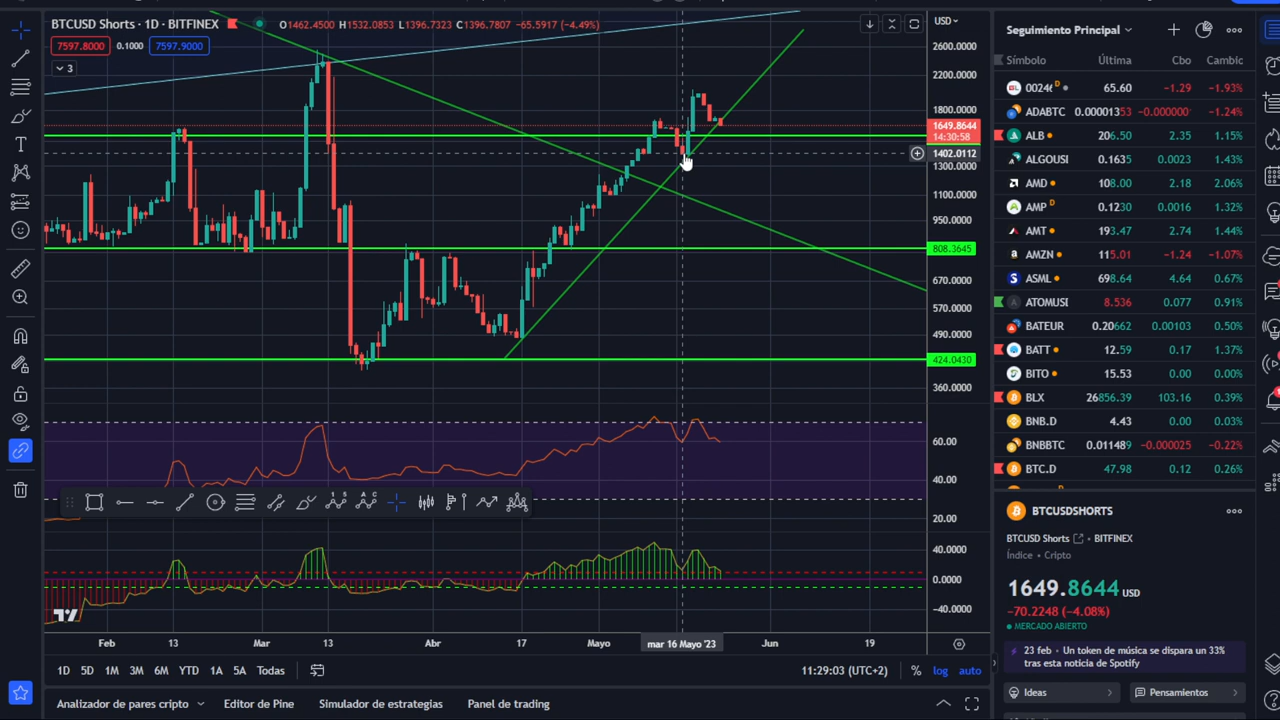 BTCUSD Shorts · 1D · BITFINEX O1462.4500 H1532.0853 L1396.7323 C1396.7807 -65.5917 (-4.49%)
7597.8000 0.1000 7597.9000
3
USD
2600.0000
2200.0000
1800.0000
1649.8644
14:30:58
1402.0112
1300.0000
1100.0000
950.0000
808.3645
670.0000
570.0000
490.0000
424.0430
360.0000
60.00
40.00
20.00
40.0000
0.0000
-40.0000
Feb 13 Mar 13 Abr 17 Mayo mar 16 Mayo '23 Jun 19
1D 5D 1M 3M 6M YTD 1A 5A Todas 11:29:03 (UTC+2) % log auto
Analizador de pares cripto Editor de Pine Simulador de estrategias Panel de trading
Seguimiento Principal
Símbolo Última Cbo Cambic
0024 D 65.60 -1.29 -1.93%
ADABTC 0.00001353 -0.000000 -1.24%
ALB 206.50 2.35 1.15%
ALGOUSI 0.1635 0.0023 1.43%
AMD 108.00 2.18 2.06%
AMP D 0.1230 0.0016 1.32%
AMT 193.47 2.74 1.44%
AMZN 115.01 -1.24 -1.07%
ASML 698.64 4.64 0.67%
ATOMUSI 8.536 0.077 0.91%
BATEUR 0.20662 0.00103 0.50%
BATT 12.59 0.17 1.37%
BITO 15.53 0.00 0.00%
BLX 26856.39 103.16 0.39%
BNB.D 4.43 0.00 0.03%
BNBBTC 0.011489 -0.000025 -0.22%
BTC.D 47.98 0.12 0.26%
BTCUSDSHORTS
BTCUSD Shorts · BITFINEX
Índice · Cripto
1649.8644 USD
-70.2248 (-4.08%)
MERCADO ABIERTO
23 feb · Un token de música se dispara un 33%
tras esta noticia de Spotify
Ideas Pensamientos